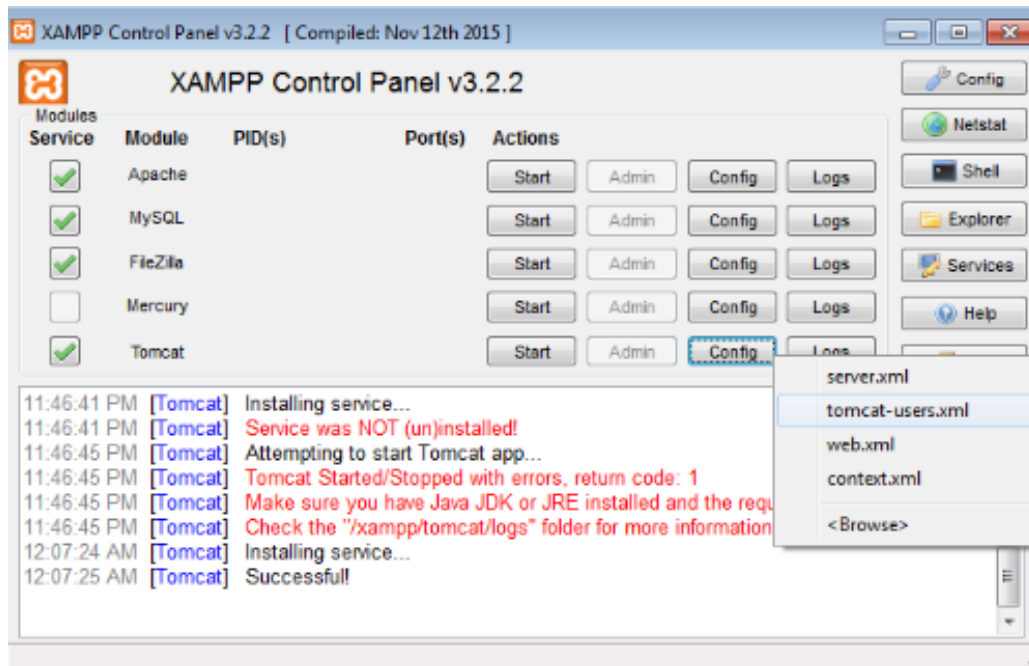 XAMPP Control Panel v3.2.2 [ Compiled: Nov 12th 2015 ]
XAMPP Control Panel v3.2.2
Config
Modules
Service Module PID(s) Port(s) Actions
Netstat
Apache Start Admin Config Logs
Shell
MySQL Start Admin Config Logs
Explorer
FileZilla Start Admin Config Logs
Services
Mercury Start Admin Config Logs
Help
Tomcat Start Admin Config Logs
server.xml
tomcat-users.xml
web.xml
context.xml
<Browse>
11:46:41 PM [Tomcat] Installing service...
11:46:41 PM [Tomcat] Service was NOT (un)installed!
11:46:45 PM [Tomcat] Attempting to start Tomcat app...
11:46:45 PM [Tomcat] Tomcat Started/Stopped with errors, return code: 1
11:46:45 PM [Tomcat] Make sure you have Java JDK or JRE installed and the requ
11:46:45 PM [Tomcat] Check the "/xampp/tomcat/logs" folder for more information
12:07:24 AM [Tomcat] Installing service...
12:07:25 AM [Tomcat] Successful!